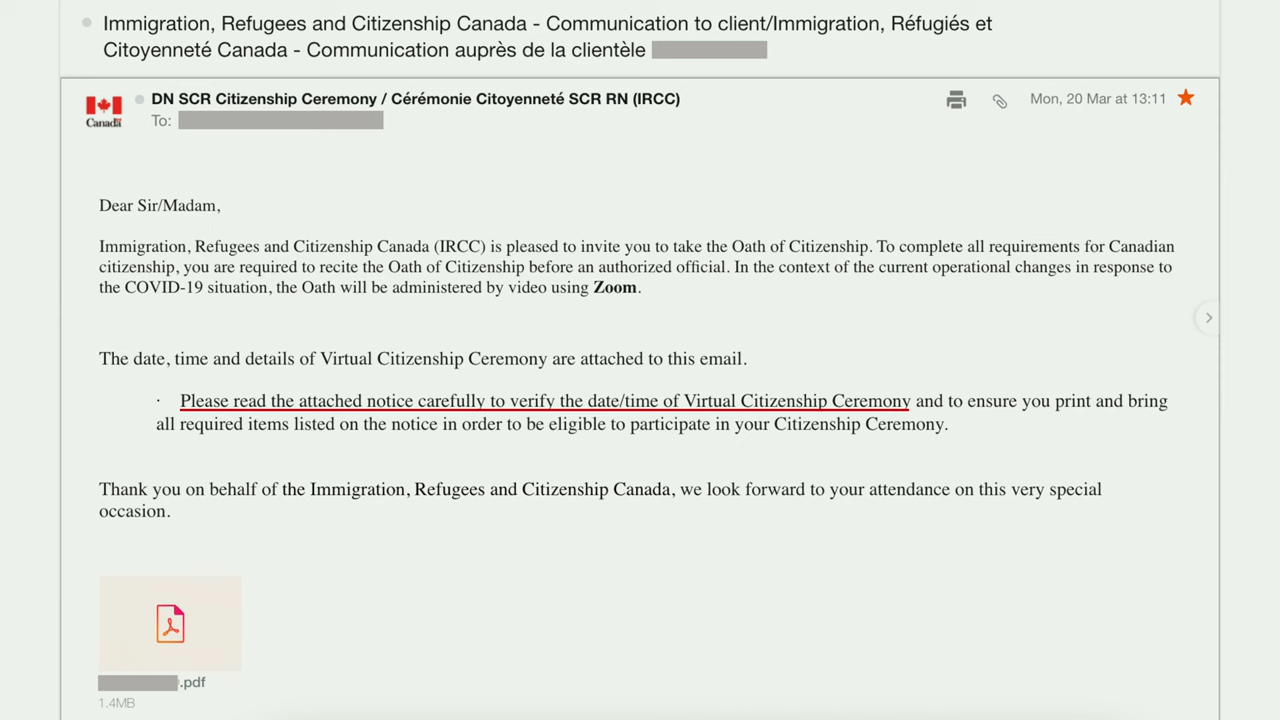 Immigration, Refugees and Citizenship Canada - Communication to client/Immigration, Réfugiés et
Citoyenneté Canada - Communication auprès de la clientèle
DN SCR Citizenship Ceremony / Cérémonie Citoyenneté SCR RN (IRCC)
Mon, 20 Mar at 13:11
Canada
To:
Dear Sir/Madam,
Immigration, Refugees and Citizenship Canada (IRCC) is pleased to invite you to take the Oath of Citizenship. To complete all requirements for Canadian
citizenship, you are required to recite the Oath of Citizenship before an authorized official. In the context of the current operational changes in response to
the COVID-19 situation, the Oath will be administered by video using Zoom.
The date, time and details of Virtual Citizenship Ceremony are attached to this email.
· Please read the attached notice carefully to verify the date/time of Virtual Citizenship Ceremony and to ensure you print and bring
all required items listed on the notice in order to be eligible to participate in your Citizenship Ceremony.
Thank you on behalf of the Immigration, Refugees and Citizenship Canada, we look forward to your attendance on this very special
occasion.
.pdf
1.4MB